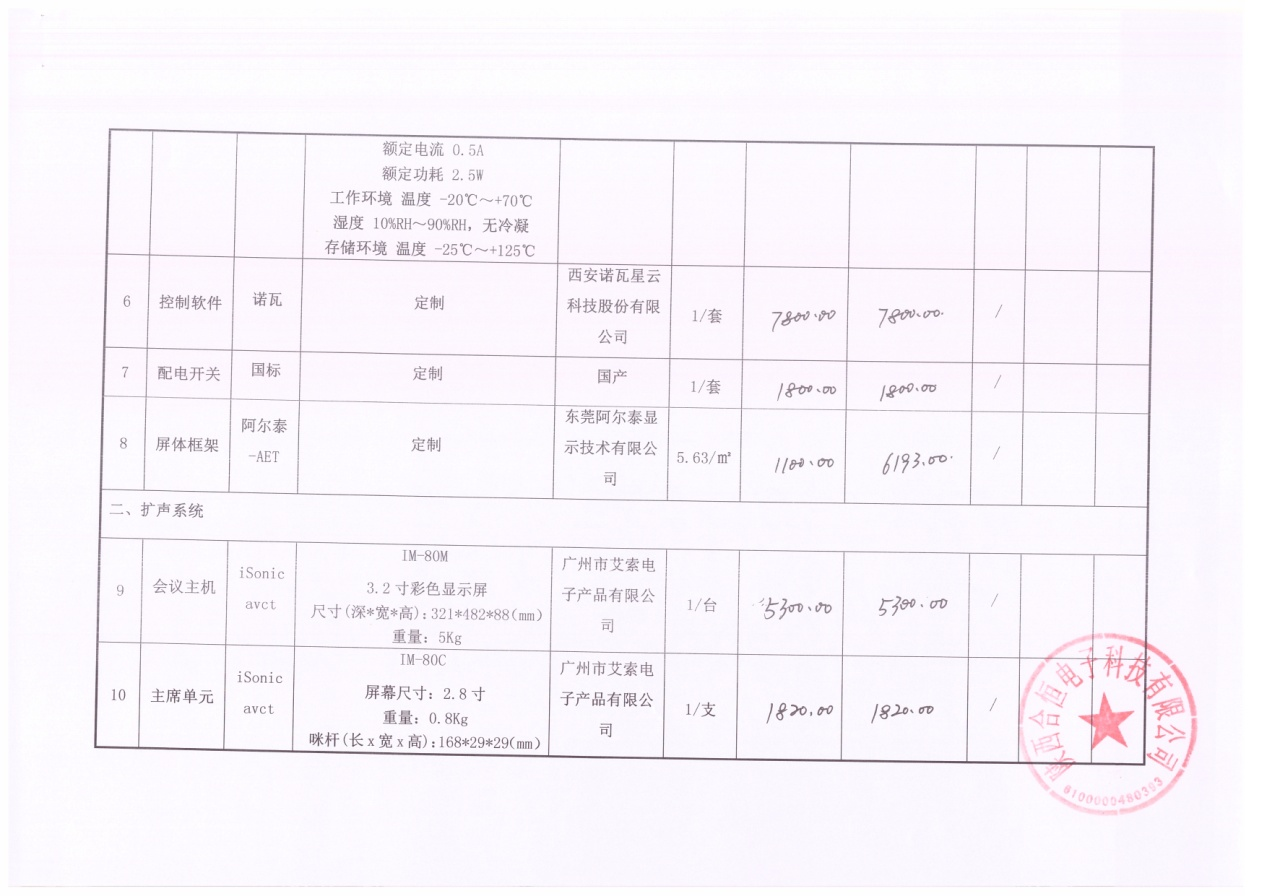 额定电流 0.5A
额定功耗 2.5W
工作环境 温度 -20℃～+70℃
湿度 10%RH～90%RH，无冷凝
存储环境 温度 -25℃～+125℃
6 控制软件 诺瓦 定制 西安诺瓦星云科技股份有限公司 1/套 7800.00 7800.00. /
7 配电开关 国标 定制 国产 1/套 1800.00 1800.00 /
8 屏体框架 阿尔泰-AET 定制 东莞阿尔泰显示技术有限公司 5.63/㎡ 1100.00 6193.00. /
二、扩声系统
9 会议主机 iSonic avct IM-80M
3.2寸彩色显示屏
尺寸(深*宽*高):321*482*88(mm)
重量：5Kg
广州市艾索电子产品有限公司 1/台 5300.00 5300.00 /
10 主席单元 iSonic avct IM-80C
屏幕尺寸：2.8寸
重量：0.8Kg
咪杆(长x宽x高):168*29*29(mm)
广州市艾索电子产品有限公司 1/支 1820.00 1820.00 /
陕西合恒电子科技有限公司
6100000480393